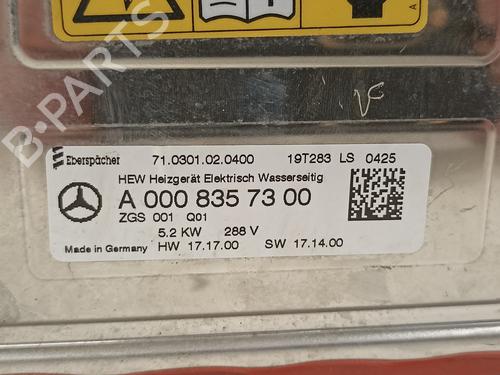 A
Eberspächer
71.0301.02.0400 19T283 LS 0425
HEW Heizgerät Elektrisch Wasserseitig
A 000 835 73 00
ZGS 001 Q01
5.2 KW 288 V
Made in Germany HW 17.17.00 SW 17.14.00
B-PARTS